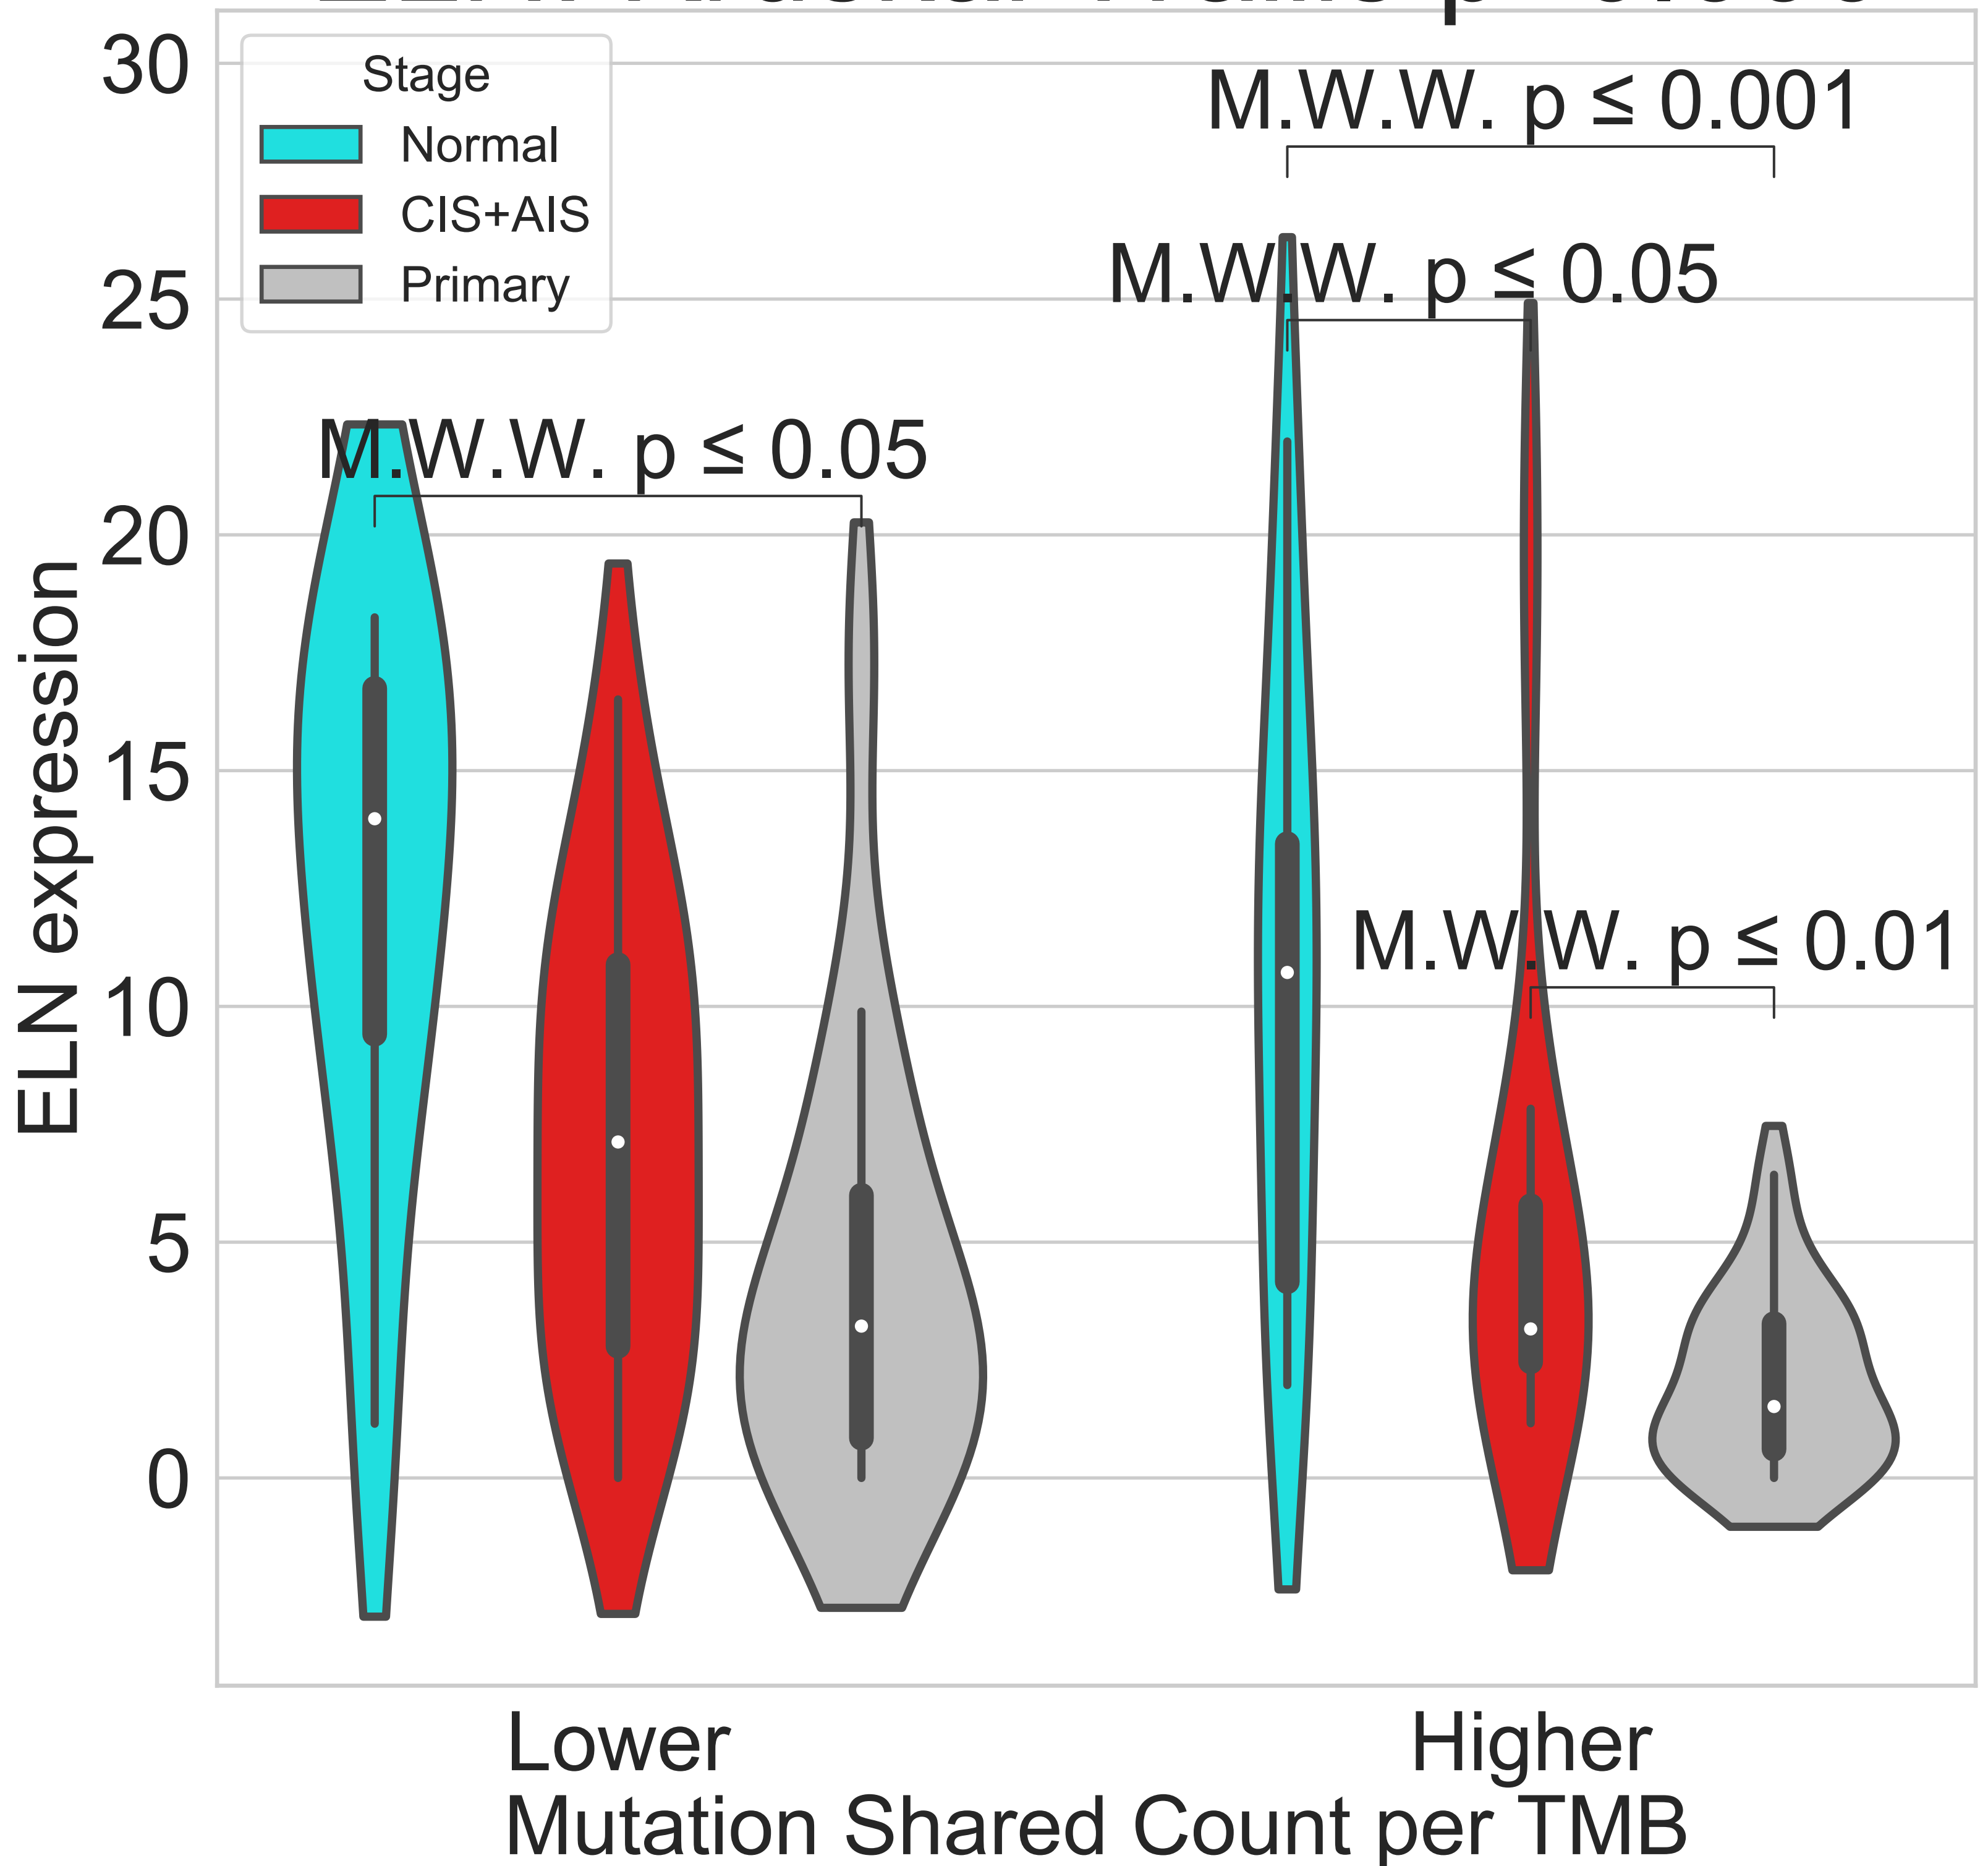 30
Stage
Normal
CIS+AIS
Primary
M.W.W. p ≤ 0.001
25
M.W.W. p ≤ 0.05
M.W.W. p ≤ 0.05
20
15
M.W.W. p ≤ 0.01
10
5
0
ELN expression
Lower
Higher
Mutation Shared Count per TMB